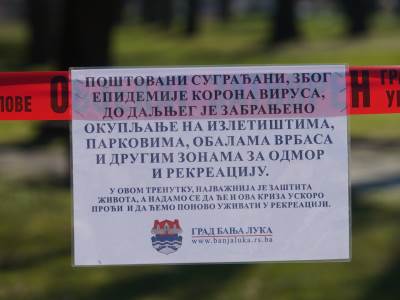 ПОШТОВАНИ СУГРАЂАНИ, ЗБОГ
ЕПИДЕМИЈЕ КОРОНА ВИРУСА,
ДО ДАЉЊЕГ ЈЕ ЗАБРАЊЕНО
ОКУПЉАЊЕ НА ИЗЛЕТИШТИМА,
ПАРКОВИМА, ОБАЛАМА ВРБАСА
И ДРУГИМ ЗОНАМА ЗА ОДМОР
И РЕКРЕАЦИЈУ.
У ОВОМ ТРЕНУТКУ, НАЈВАЖНИЈА ЈЕ ЗАШТИТА
ЖИВОТА, А НАДАМО СЕ ДА ЋЕ И ОВА КРИЗА УСКОРО
ПРОЋИ И ДА ЋЕМО ПОНОВО УЖИВАТИ У РЕКРЕАЦИЈИ.
ГРАД БАЊА ЛУКА
www.banjaluka.rs.ba